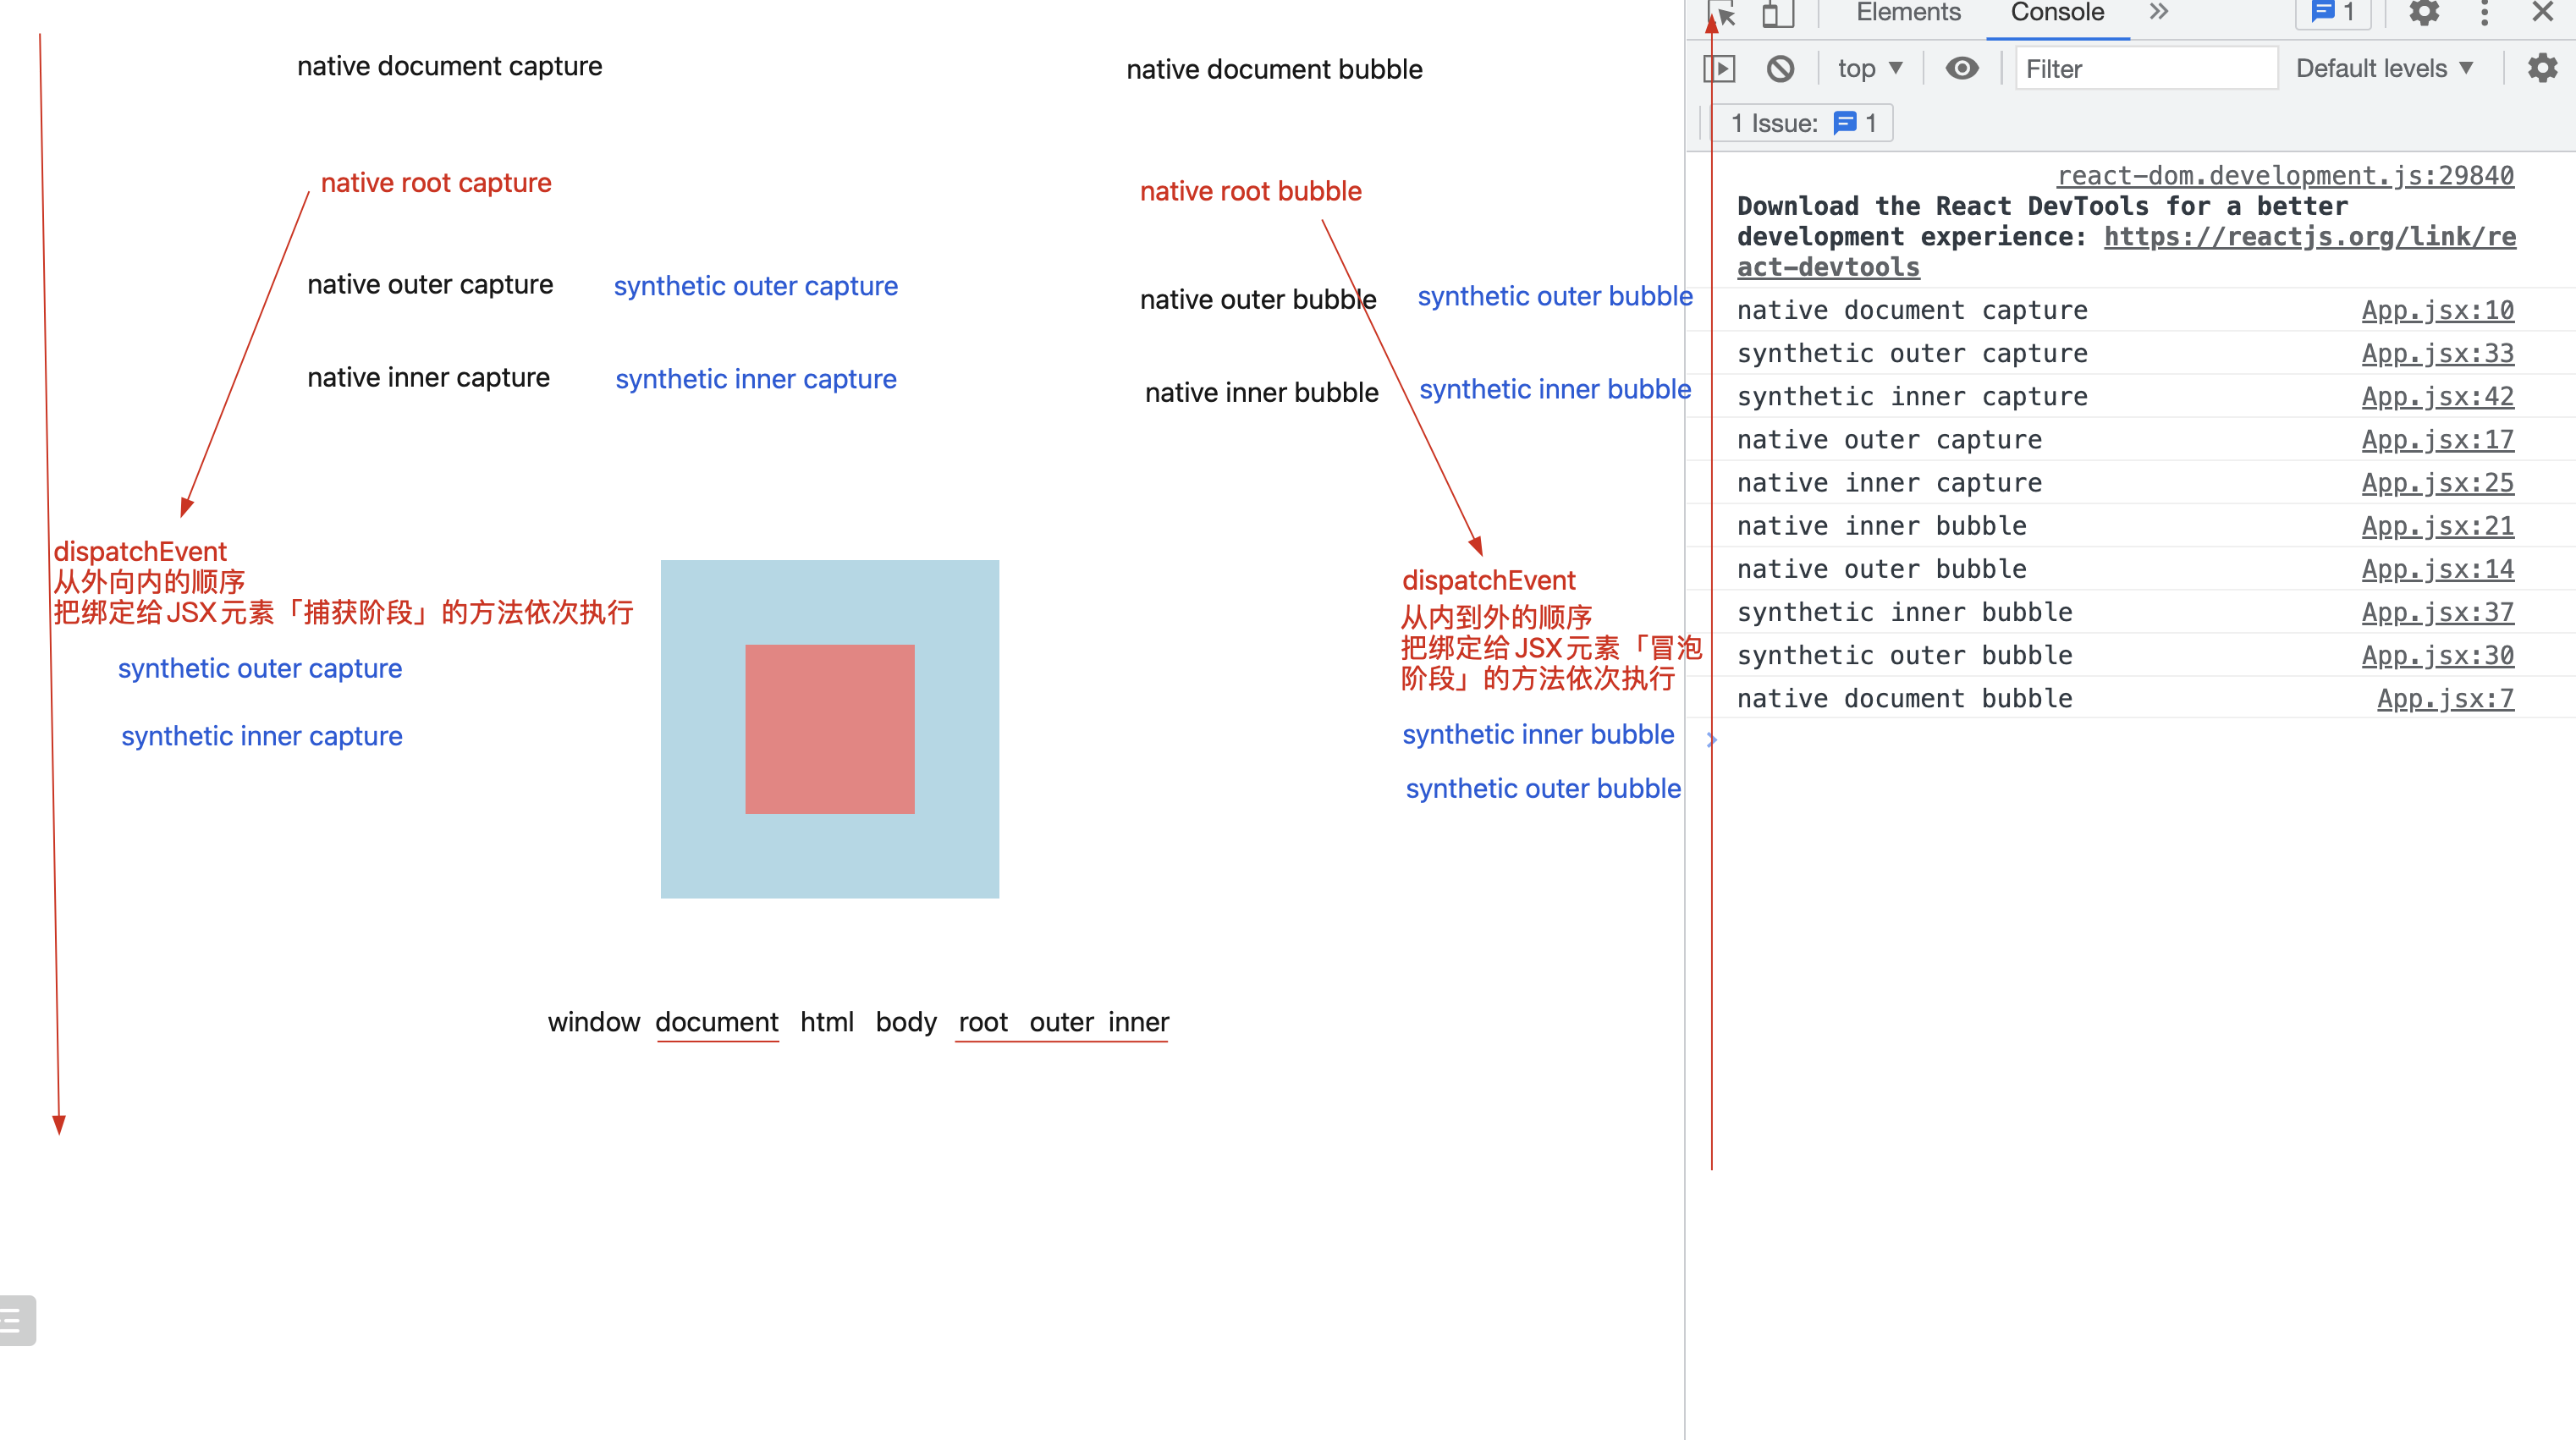 native document capture
native document bubble
native root capture
native root bubble
native outer capture
synthetic outer capture
native outer bubble
synthetic outer bubble
native inner capture
synthetic inner capture
native inner bubble
synthetic inner bubble
dispatchEvent
从外向内的顺序
把绑定给JSX元素「捕获阶段」的方法依次执行
synthetic outer capture
synthetic inner capture
dispatchEvent
从内到外的顺序
把绑定给JSX元素「冒泡
阶段」的方法依次执行
synthetic inner bubble
synthetic outer bubble
window document html body root outer inner
Elements Console 1
top Filter Default levels
1 Issue: 1
react-dom.development.js:29840
Download the React DevTools for a better
development experience: https://reactjs.org/link/re
act-devtools
native document capture App.jsx:10
synthetic outer capture App.jsx:33
synthetic inner capture App.jsx:42
native outer capture App.jsx:17
native inner capture App.jsx:25
native inner bubble App.jsx:21
native outer bubble App.jsx:14
synthetic inner bubble App.jsx:37
synthetic outer bubble App.jsx:30
native document bubble App.jsx:7